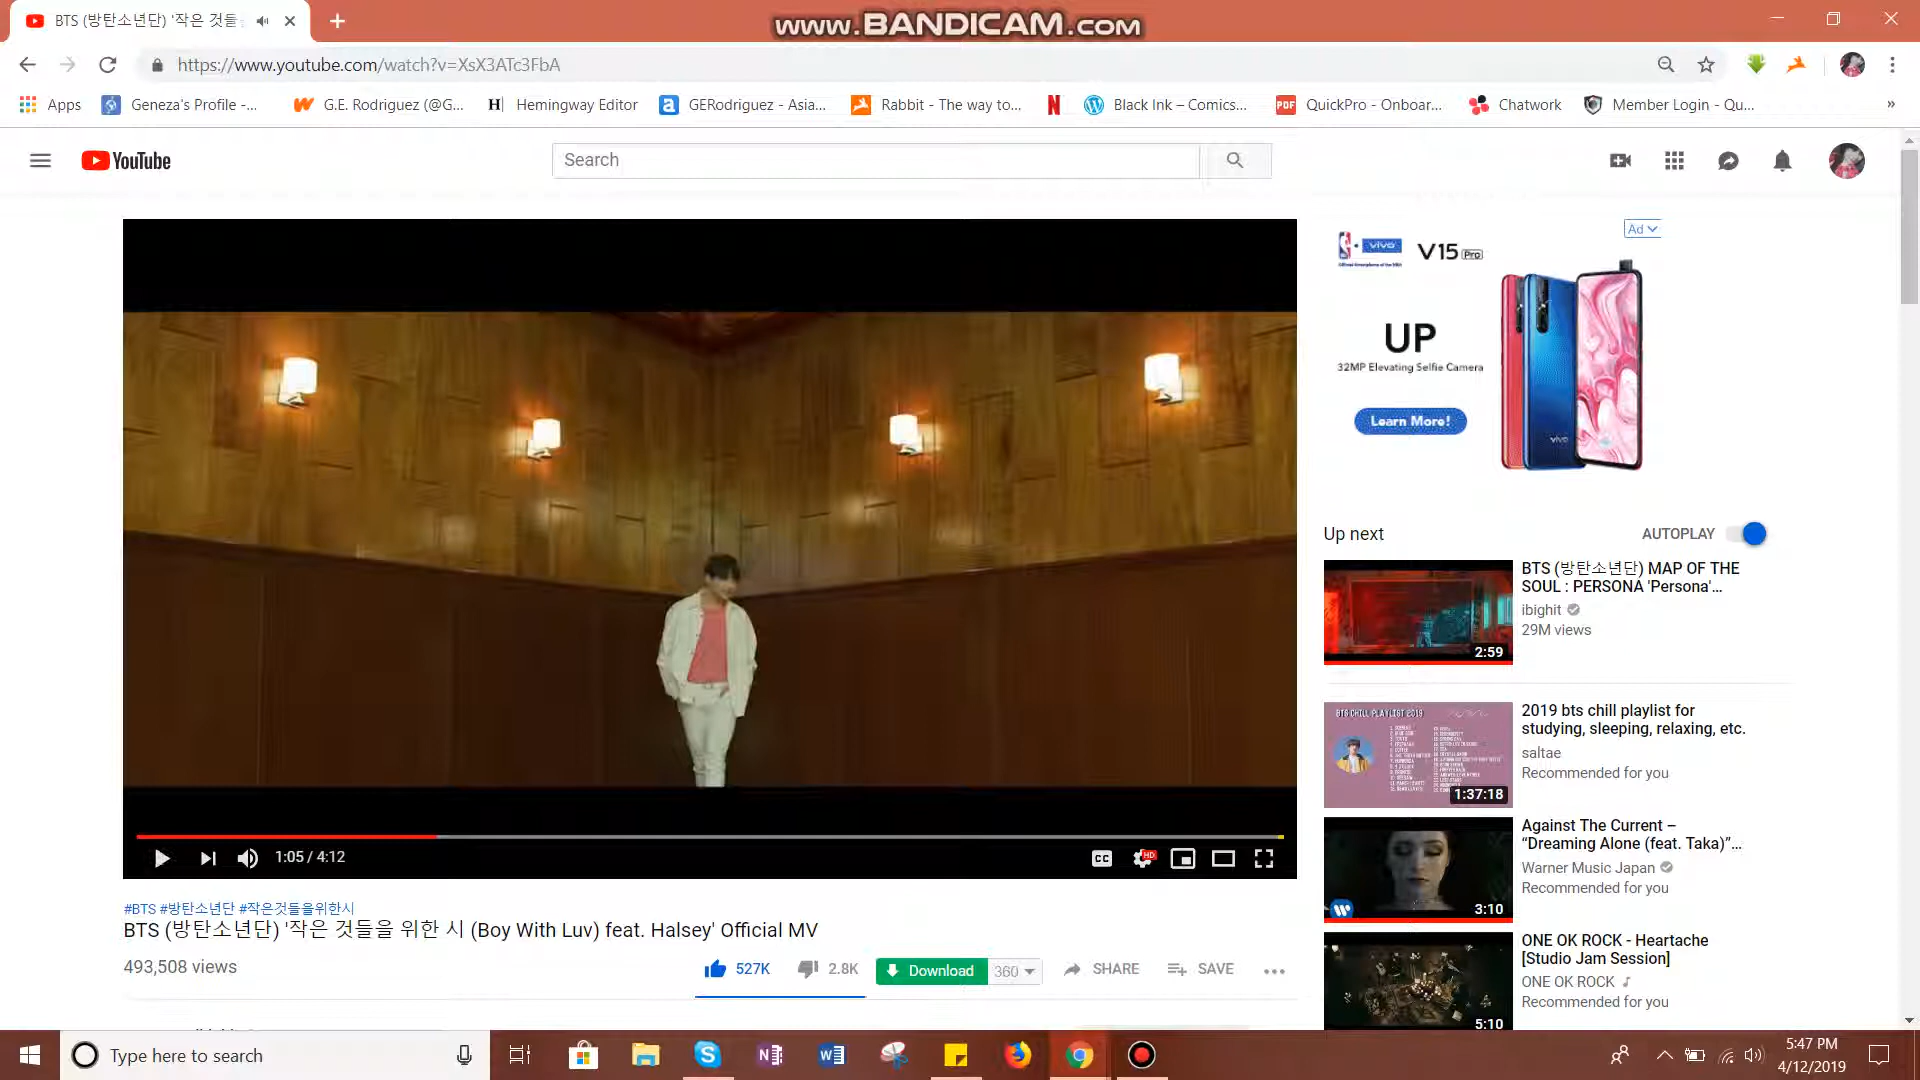 BTS (방탄소년단) '작은 것들
www.BANDICAM.com
https://www.youtube.com/watch?v=XsX3ATc3FbA
Apps
Geneza's Profile -...
G.E. Rodriguez (@G...
Hemingway Editor
GERodriguez - Asia...
Rabbit - The way to...
Black Ink – Comics...
QuickPro - Onboar...
Chatwork
Member Login - Qu...
YouTube
Search
Ad
vivo V15 Pro
UP
32MP Elevating Selfie Camera
Learn More!
vivo
Up next
AUTOPLAY
BTS (방탄소년단) MAP OF THE
SOUL : PERSONA 'Persona'...
ibighit
29M views
2:59
BTS CHILL PLAYLIST 2019
2019 bts chill playlist for
studying, sleeping, relaxing, etc.
saltae
Recommended for you
1:37:18
Against The Current –
“Dreaming Alone (feat. Taka)”...
Warner Music Japan
Recommended for you
3:10
ONE OK ROCK - Heartache
[Studio Jam Session]
ONE OK ROCK
Recommended for you
5:10
1:05 / 4:12
CC
HD
#BTS #방탄소년단 #작은것들을위한시
BTS (방탄소년단) '작은 것들을 위한 시 (Boy With Luv) feat. Halsey' Official MV
493,508 views
527K
2.8K
Download
360
SHARE
SAVE
Type here to search
5:47 PM
4/12/2019